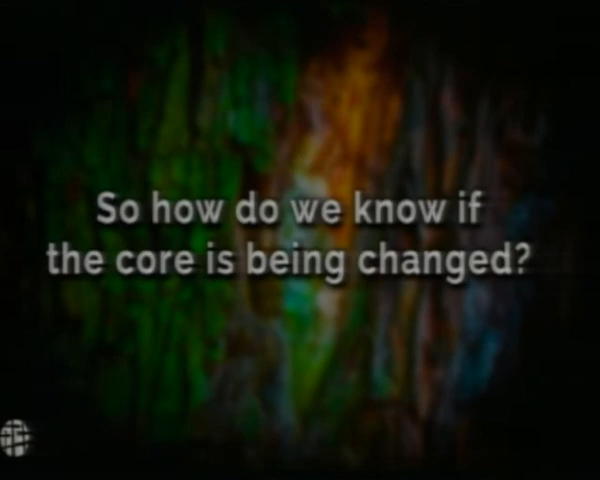 So how do we know if
the core is being changed?